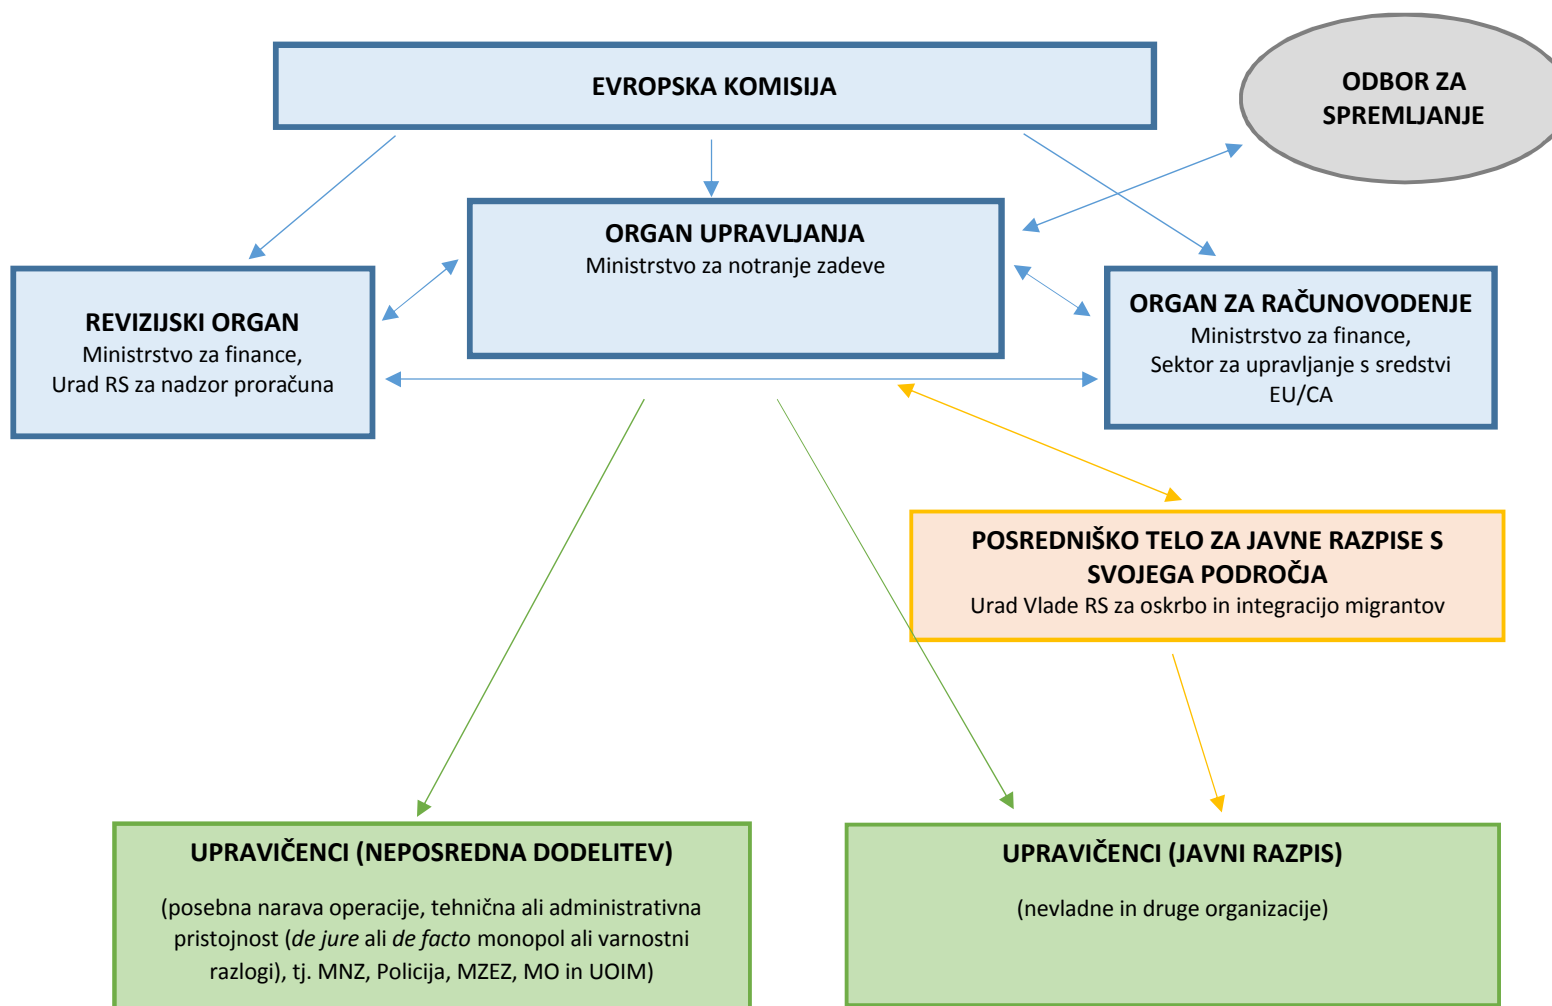 EVROPSKA KOMISIJA
ODBOR ZA
SPREMLJANJE
ORGAN UPRAVLJANJA
Ministrstvo za notranje zadeve
REVIZIJSKI ORGAN
Ministrstvo za finance,
Urad RS za nadzor proračuna
ORGAN ZA RAČUNOVODENJE
Ministrstvo za finance,
Sektor za upravljanje s sredstvi
EU/CA
POSREDNIŠKO TELO ZA JAVNE RAZPISE S
SVOJEGA PODROČJA
Urad Vlade RS za oskrbo in integracijo migrantov
UPRAVIČENCI (NEPOSREDNA DODELITEV)
(posebna narava operacije, tehnična ali administrativna
pristojnost (de jure ali de facto monopol ali varnostni
razlogi), tj. MNZ, Policija, MZEZ, MO in UOIM)
UPRAVIČENCI (JAVNI RAZPIS)
(nevladne in druge organizacije)